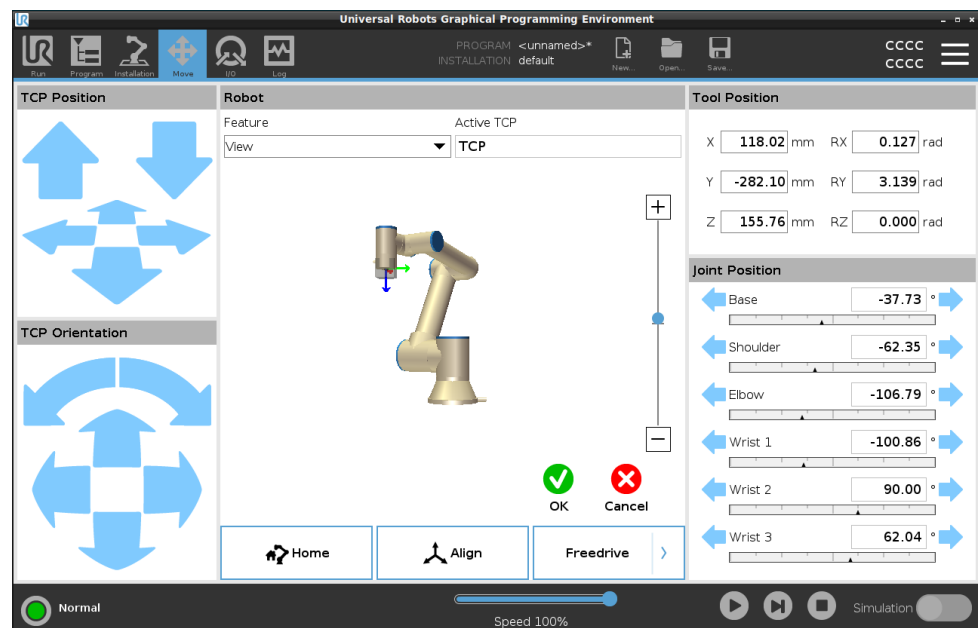 Universal Robots Graphical Programming Environment
Run
Program
Installation
Move
I/O
Log
PROGRAM <unnamed>*
INSTALLATION default
New...
Open...
Save...
CCCC
CCCC
TCP Position
TCP Orientation
Robot
Feature
Active TCP
View
TCP
OK
Cancel
Home
Align
Freedrive
Tool Position
X 118.02 mm RX 0.127 rad
Y -282.10 mm RY 3.139 rad
Z 155.76 mm RZ 0.000 rad
Joint Position
Base -37.73 °
Shoulder -62.35 °
Elbow -106.79 °
Wrist 1 -100.86 °
Wrist 2 90.00 °
Wrist 3 62.04 °
Normal
Speed 100%
Simulation